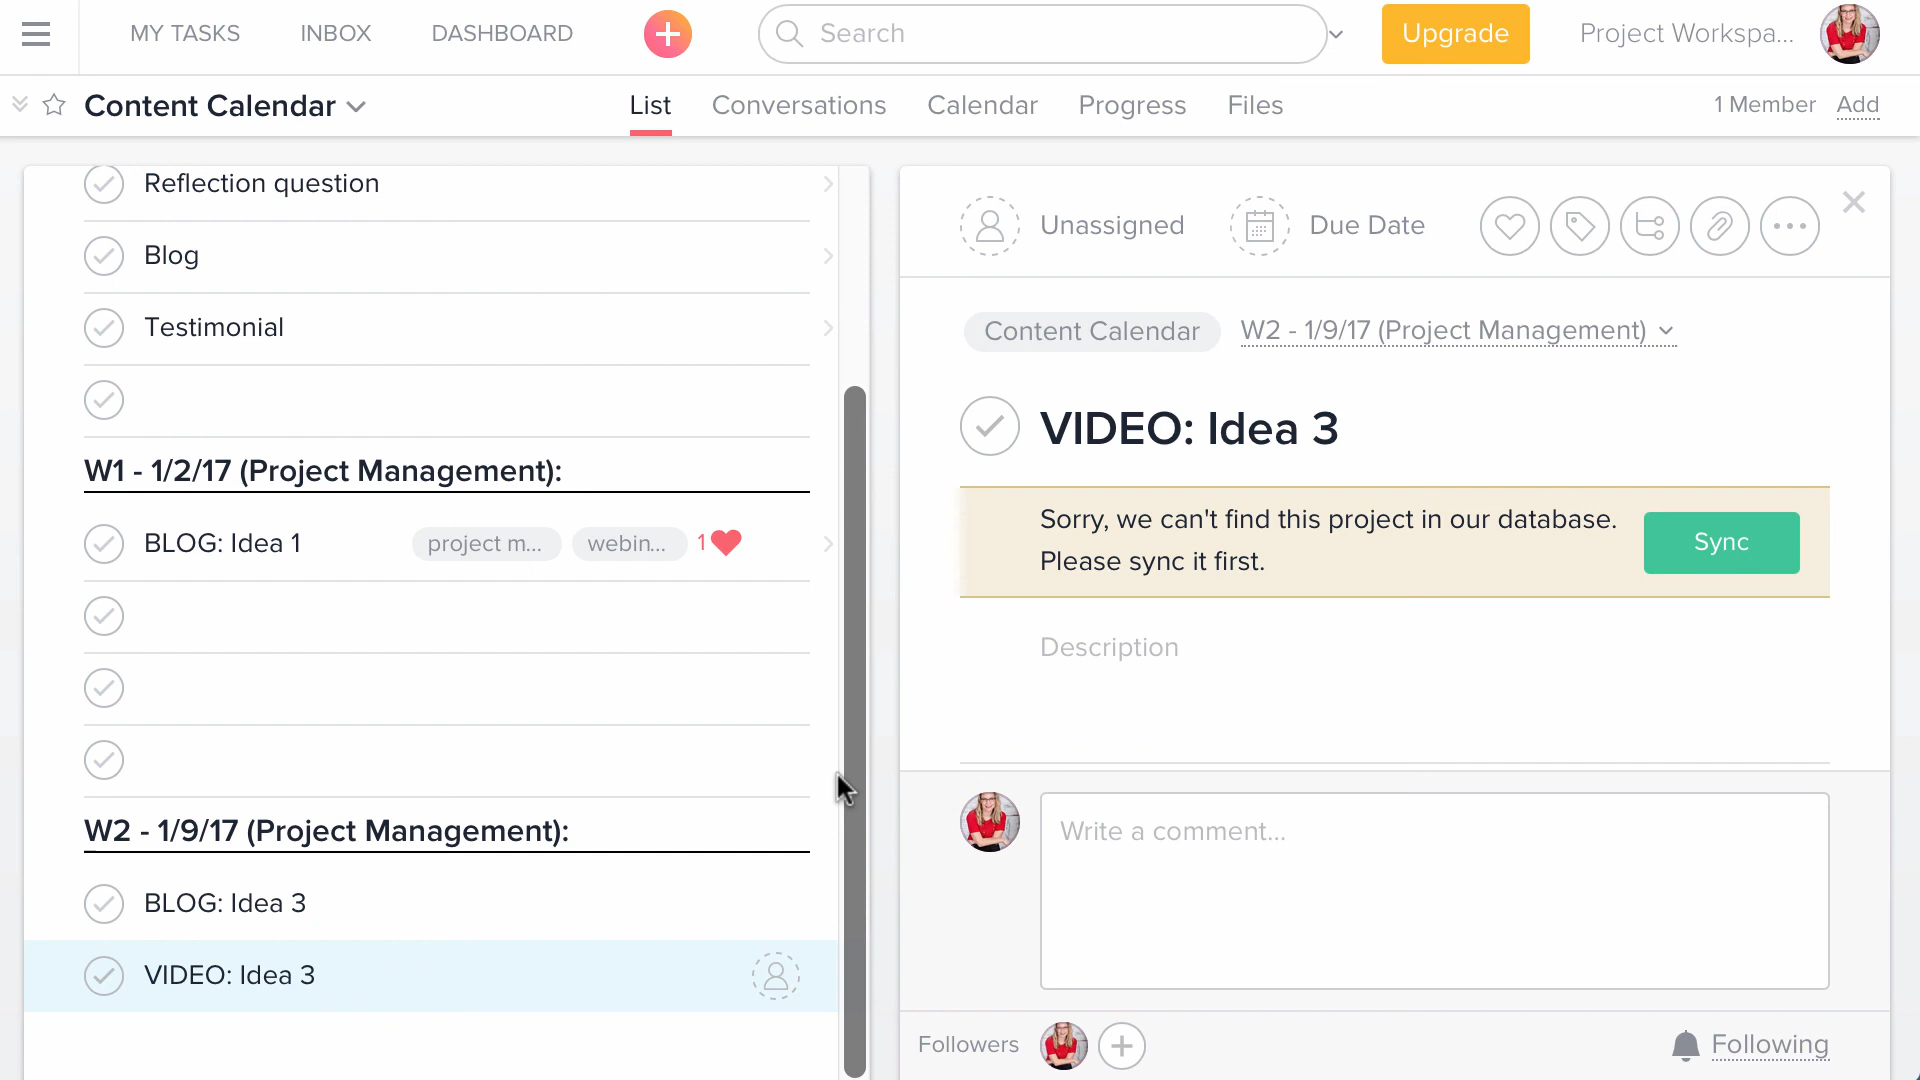 MY TASKS INBOX DASHBOARD Search Upgrade Project Workspa...
Content Calendar List Conversations Calendar Progress Files 1 Member Add
Reflection question
Blog
Testimonial
W1 - 1/2/17 (Project Management):
BLOG: Idea 1 project m... webin... 1
W2 - 1/9/17 (Project Management):
BLOG: Idea 3
VIDEO: Idea 3
Unassigned Due Date
Content Calendar W2 - 1/9/17 (Project Management)
VIDEO: Idea 3
Sorry, we can't find this project in our database.
Please sync it first.
Sync
Description
Write a comment...
Followers Following